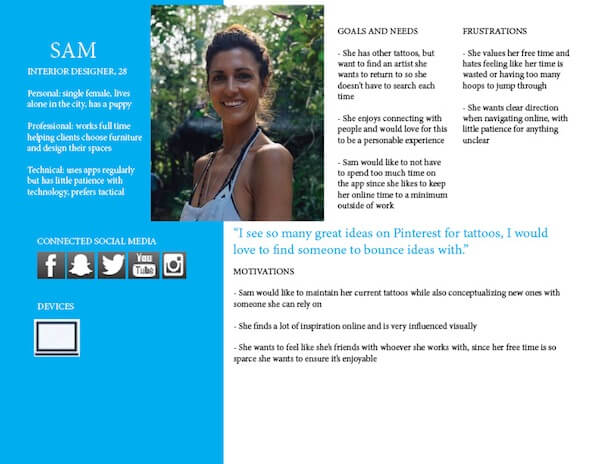 SAM
INTERIOR DESIGNER, 28
Personal: single female, lives
alone in the city, has a puppy
Professional: works full time
helping clients choose furniture
and design their spaces
Technical: uses apps regularly
but has little patience with
technology, prefers tactical
CONNECTED SOCIAL MEDIA
You
Tube
DEVICES
GOALS AND NEEDS
- She has other tattoos, but
want to find an artist she
wants to return to so she
doesn't have to search each
time
- She enjoys connecting with
people and would love for this
to be a personable experience
- Sam would like to not have
to spend too much time on
the app since she likes to keep
her online time to a minimum
outside of work
FRUSTRATIONS
- She values her free time and
hates feeling like her time is
wasted or having too many
hoops to jump through
- She wants clear direction
when navigating online, with
little patience for anything
unclear
"I see so many great ideas on Pinterest for tattoos, I would
love to find someone to bounce ideas with."
MOTIVATIONS
- Sam would like to maintain her current tattoos while also conceptualizing new ones with
someone she can rely on
- She finds a lot of inspiration online and is very influenced visually
- She wants to feel like she's friends with whoever she works with, since her free time is so
sparce she wants to ensure it's enjoyable